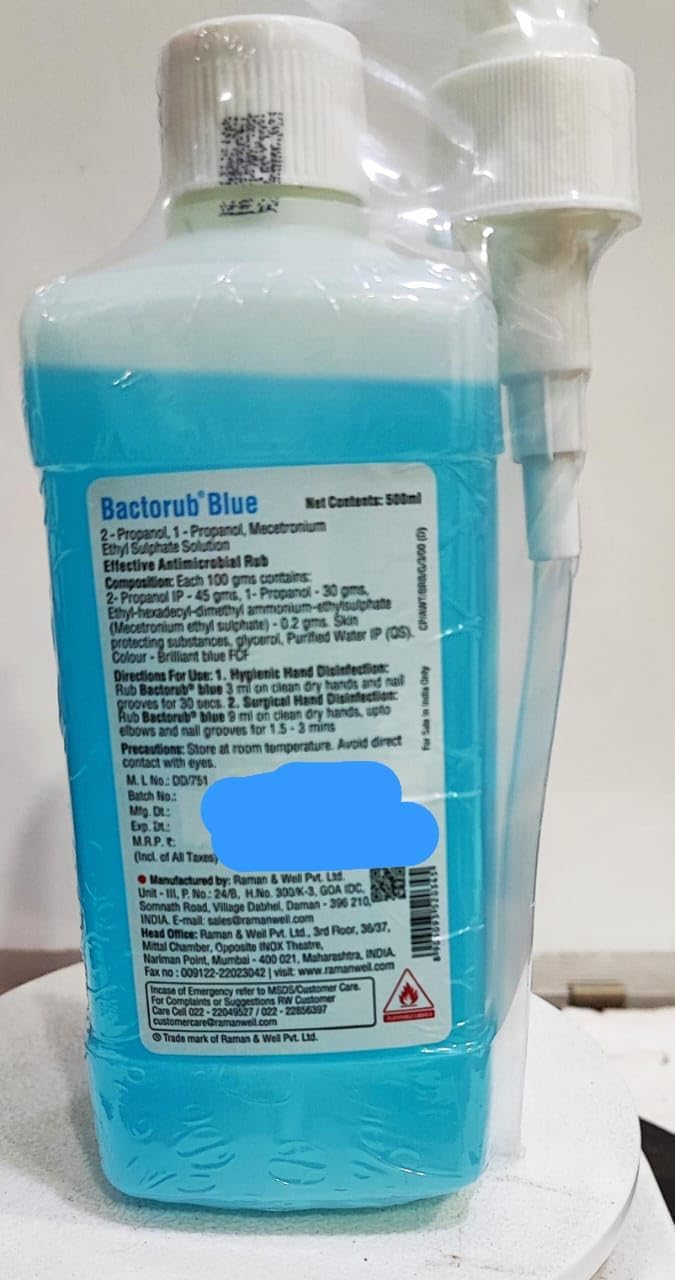 Bactorub® Blue
Net Contents: 500ml
2 - Propanol, 1 - Propanol, Mecetronium
Ethyl Sulphate Solution
Effective Antimicrobial Rub
Composition: Each 100 gms contains:
2- Propanol IP - 45 gms, 1- Propanol - 30 gms,
Ethyl-hexadecyl-dimethyl ammonium-ethylsulphate
(Mecetronium ethyl sulphate) - 0.2 gms. Skin
protecting substances, glycerol, Purified Water IP (QS).
Colour - Brilliant blue FCF
Directions For Use: 1. Hygienic Hand Disinfection:
Rub Bactorub® blue 3 ml on clean dry hands and nail
grooves for 30 secs. 2. Surgical Hand Disinfection:
Rub Bactorub® blue 9 ml on clean dry hands, upto
elbows and nail grooves for 1.5 - 3 mins
Precautions: Store at room temperature. Avoid direct
contact with eyes.
M. L No.: DD/751
Batch No.:
Mfg. Dt.:
Exp. Dt.:
M.R.P. ₹:
(Incl. of All Taxes)
For Sale in India Only
Manufactured by: Raman & Weil Pvt. Ltd.
Unit - III, P. No.: 24/B, H.No. 300/K-3, GOA IDC,
Somnath Road, Village Dabhel, Daman - 396 210,
INDIA. E-mail: sales@ramanweil.com
Head Office: Raman & Weil Pvt. Ltd., 3rd Floor, 36/37,
Mittal Chamber, Opposite INOX Theatre,
Nariman Point, Mumbai - 400 021, Maharashtra, INDIA.
Fax no : 009122-22023042 | visit: www.ramanweil.com
Incase of Emergency refer to MSDS/Customer Care.
For Complaints or Suggestions RW Customer
Care Cell 022 - 22049527 / 022 - 22856397
customercare@ramanweil.com
® Trade mark of Raman & Weil Pvt. Ltd.